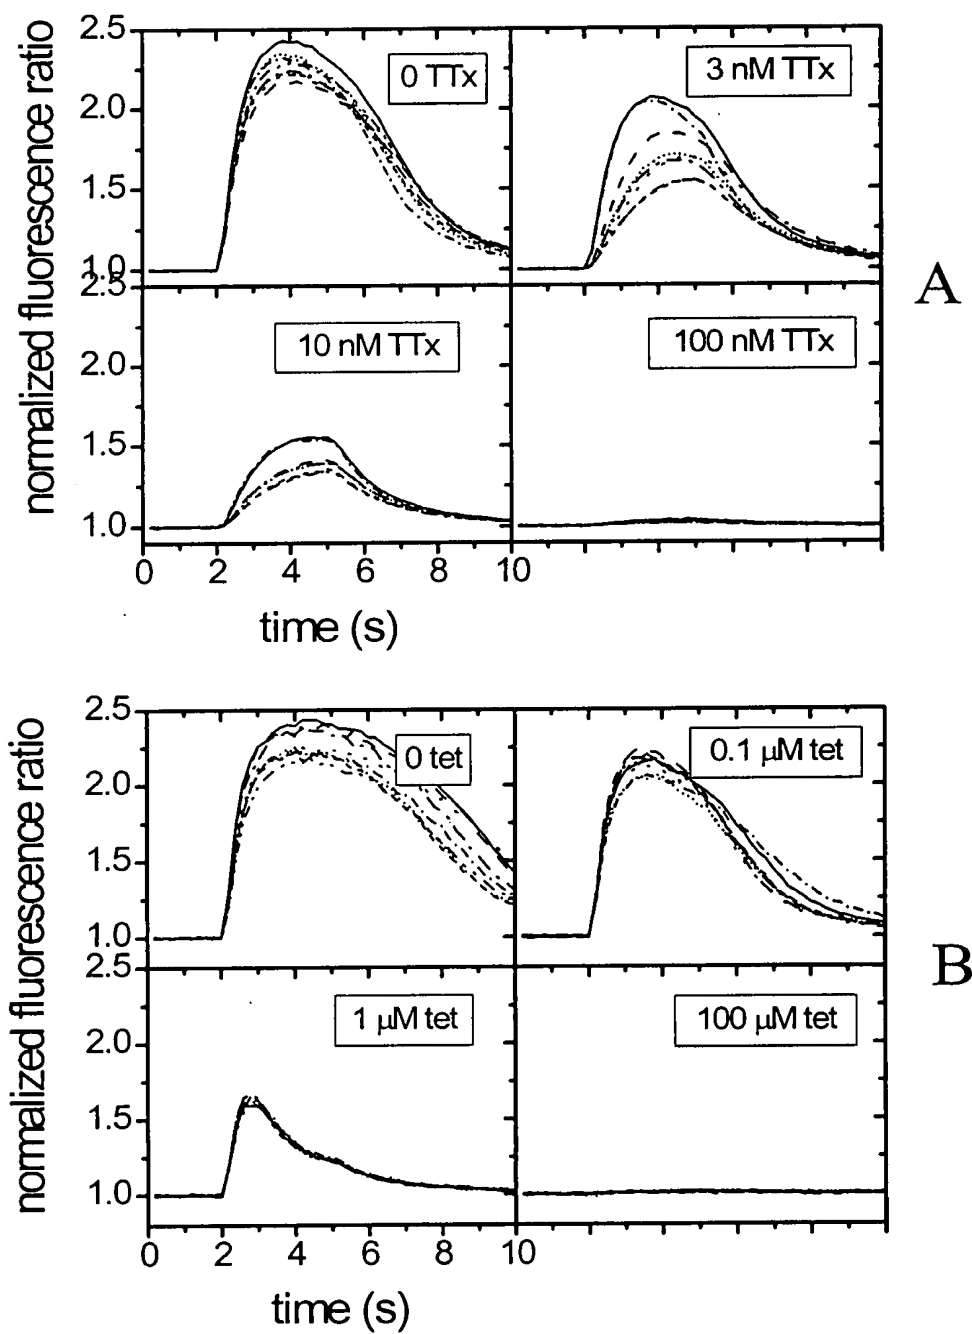 normalized fluorescence ratio
2.5
2.0
1.5
1.0
0 TTx
3 nM TTx
A
2.5
2.0
1.5
1.0
10 nM TTx
100 nM TTx
0 2 4 6 8 10
time (s)
normalized fluorescence ratio
2.5
2.0
1.5
1.0
0 tet
0.1 µM tet
B
2.5
2.0
1.5
1.0
1 µM tet
100 µM tet
0 2 4 6 8 10
time (s)